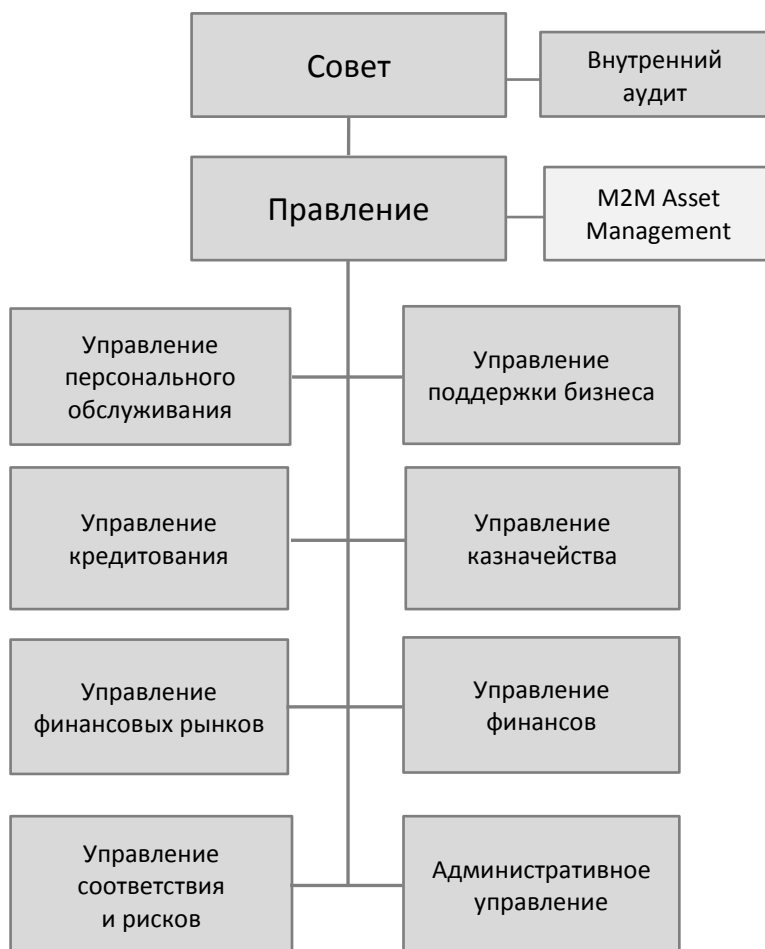 Совет
Внутренний
аудит
Правление
M2M Asset
Management
Управление
персонального
обслуживания
Управление
поддержки бизнеса
Управление
кредитования
Управление
казначейства
Управление
финансовых рынков
Управление
финансов
Управление
соответствия
и рисков
Административное
управление